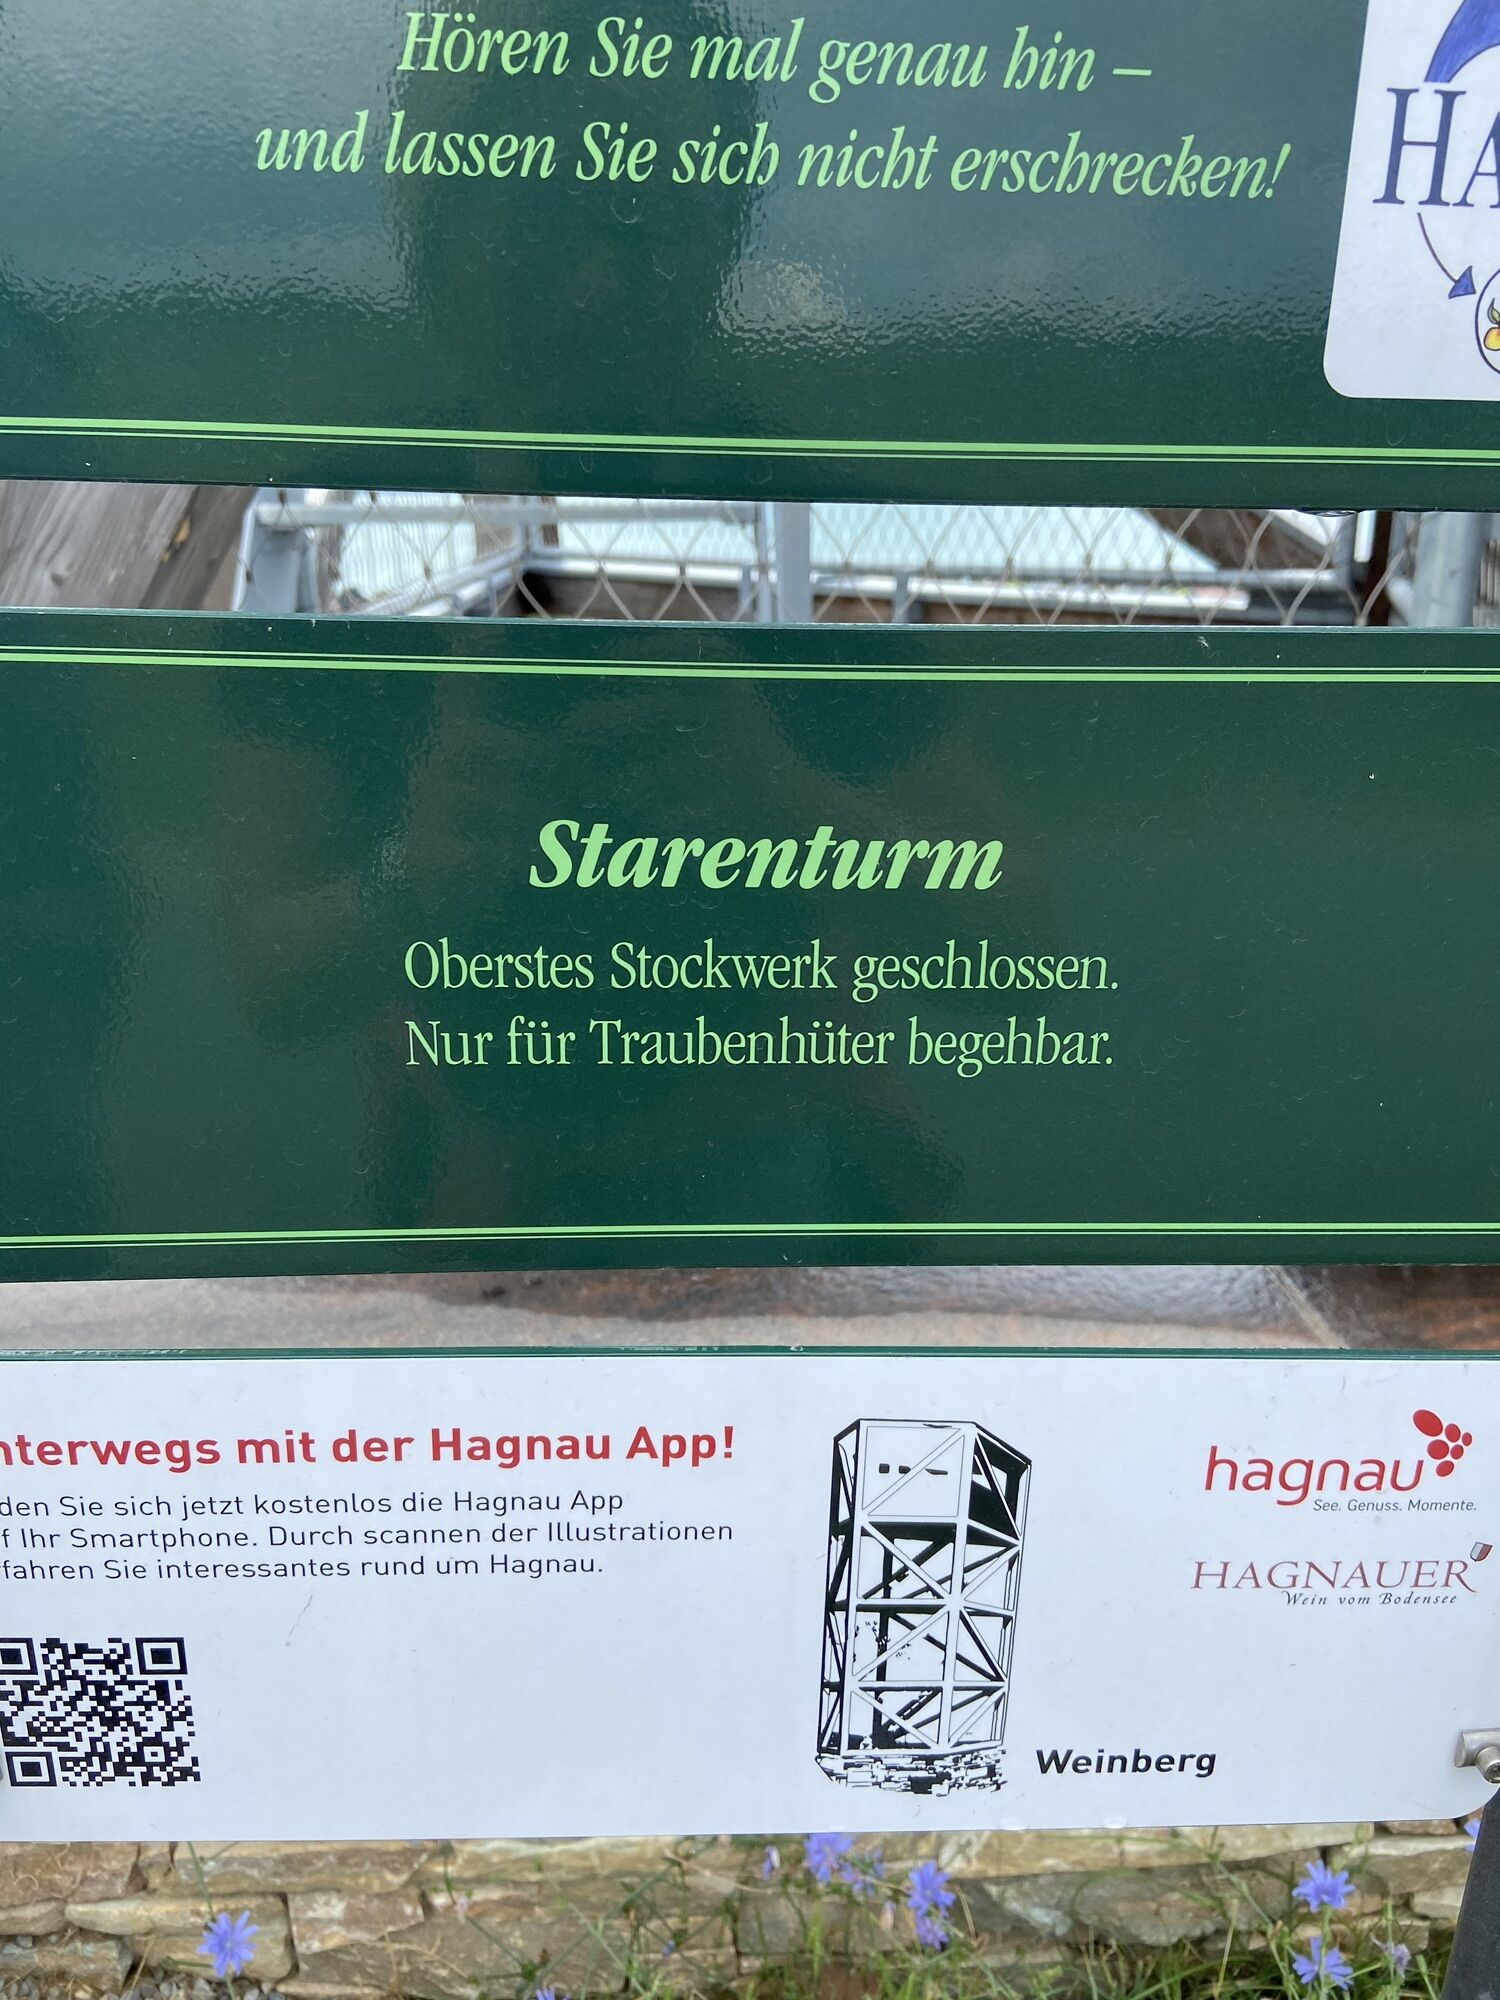 Hören Sie mal genau hin –
und lassen Sie sich nicht erschrecken!
Starenturm
Oberstes Stockwerk geschlossen.
Nur für Traubenhüter begehbar.
nterwegs mit der Hagnau App!
den Sie sich jetzt kostenlos die Hagnau App
f Ihr Smartphone. Durch scannen der Illustrationen
fahren Sie interessantes rund um Hagnau.
Weinberg
hagnau
See. Genuss. Momente.
HAGNAUER
Wein vom Bodensee